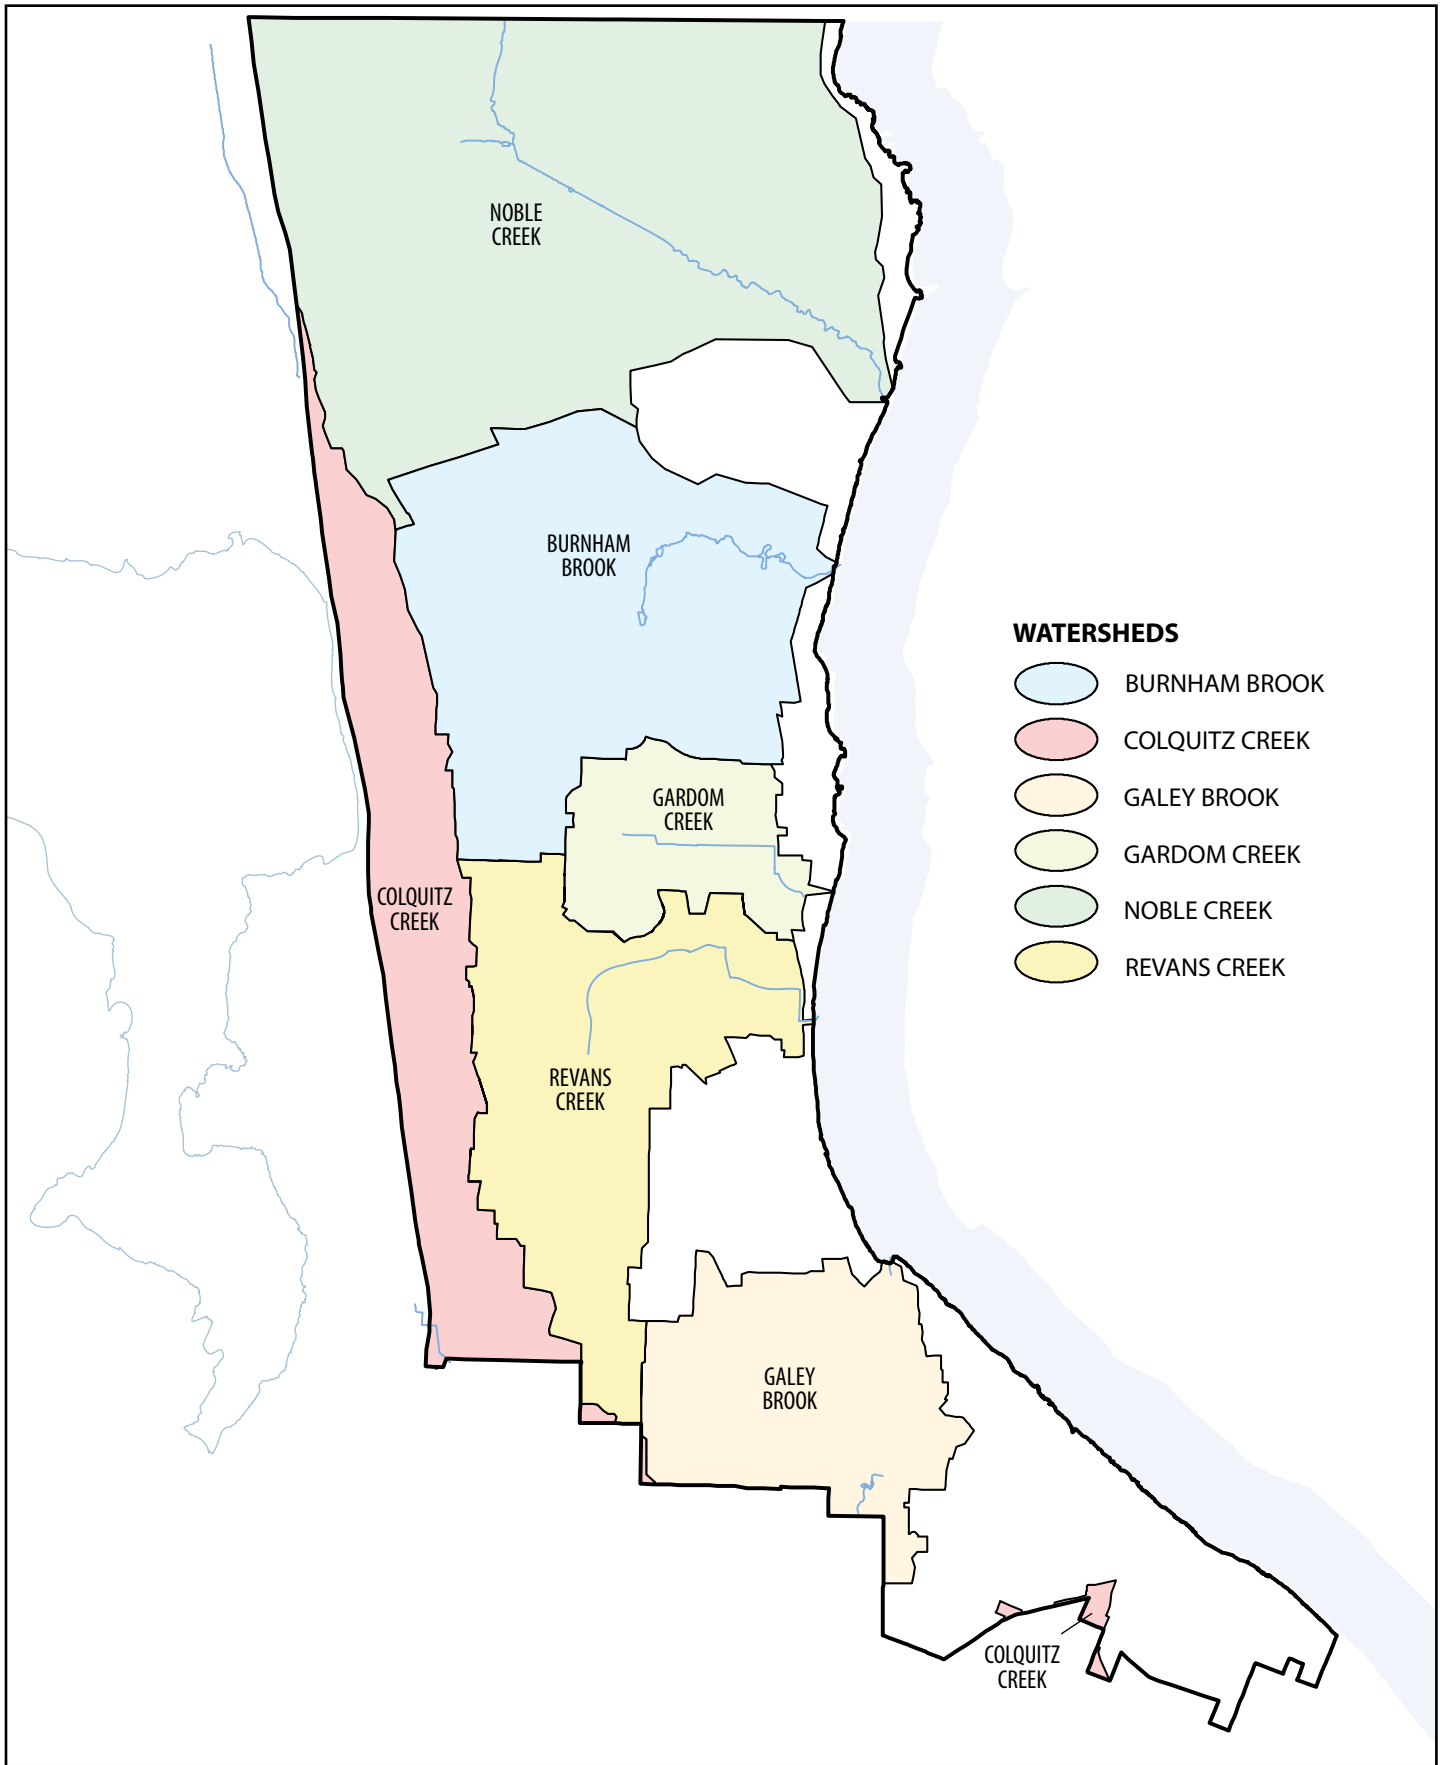 NOBLE
CREEK
BURNHAM
BROOK
GARDOM
CREEK
COLQUITZ
CREEK
REVANS
CREEK
GALEY
BROOK
COLQUITZ
CREEK
WATERSHEDS
BURNHAM BROOK
COLQUITZ CREEK
GALEY BROOK
GARDOM CREEK
NOBLE CREEK
REVANS CREEK